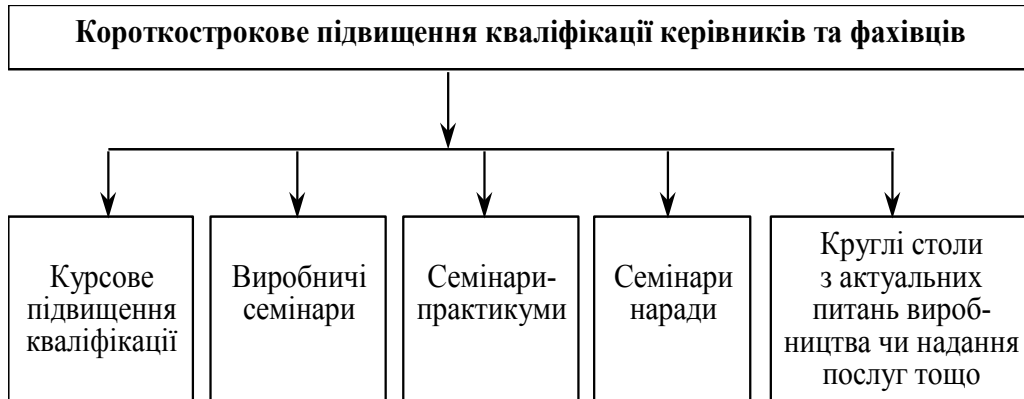 Короткострокове підвищення кваліфікації керівників та фахівців
Курсове
підвищення
кваліфікації
Виробничі
семінари
Семінари-
практикуми
Семінари
наради
Круглі столи
з актуальних
питань вироб-
ництва чи надання
послуг тощо